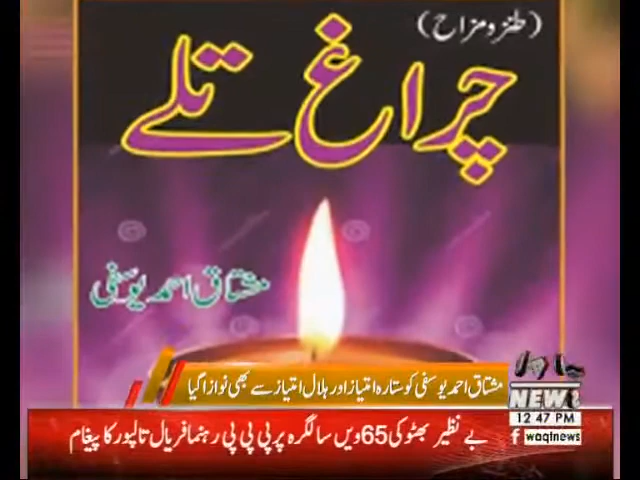 (طنز و مزاح)
چراغ تلے
مشتاق احمد یوسفی
مشتاق احمد یوسفی کو ستارہ امتیاز اور ہلال امتیاز سے بھی نوازا گیا
NEWS
12:47 PM
f waqtnews
بے نظیر بھٹو کی 65ویں سالگرہ پر پی پی پی رہنما فریال تالپور کا پیغام